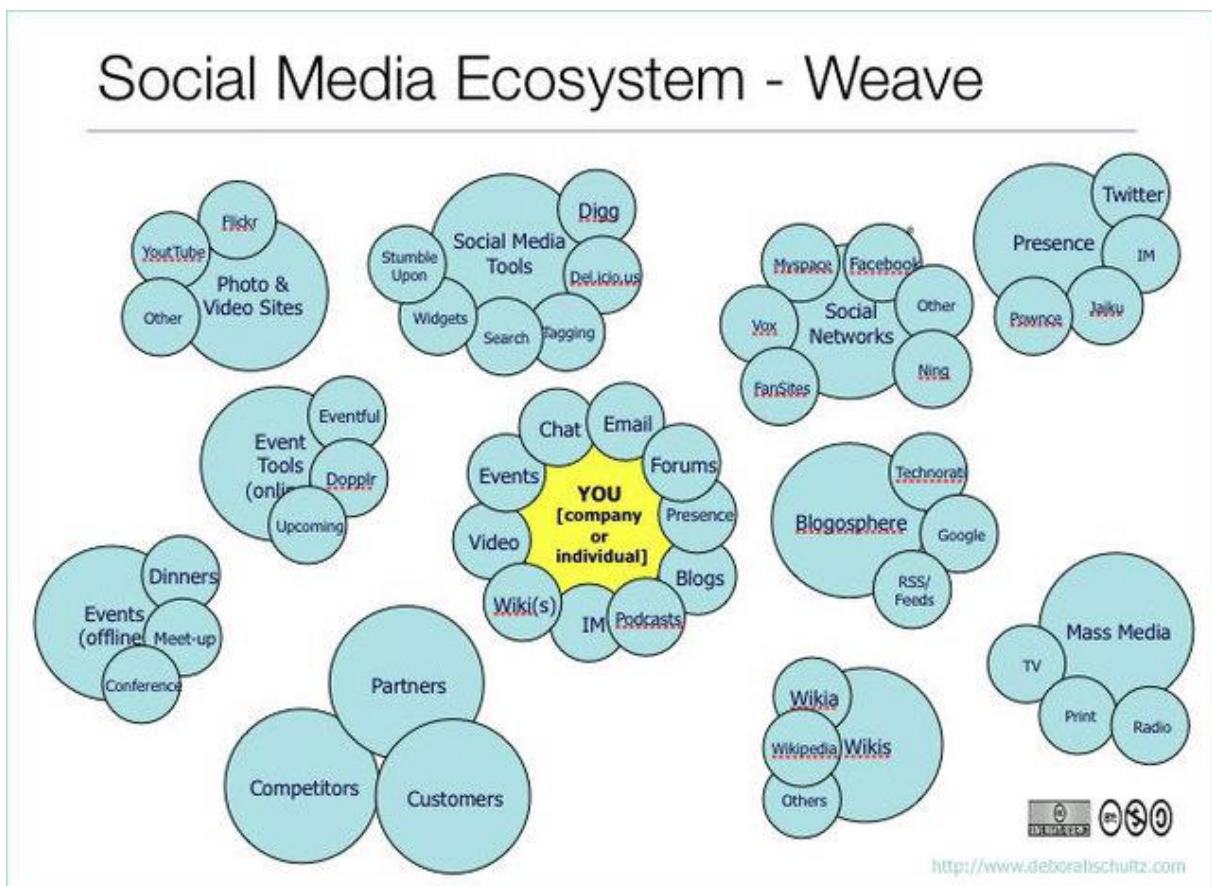 Social Media Ecosystem - Weave
Flickr
YoutTube
Other
Photo &
Video Sites
Social Media
Tools
Digg
Stumble
Upon
Del.icio.us
Widgets
Search
Tagging
Myspace
Facebook
Other
Vox
Social
Networks
Ning
FanSites
Presence
Twitter
IM
Jaiku
Pownce
Event
Tools
Eventful
Dopplr
Upcoming
Chat
Email
Events
Forums
Video
Presence
Wiki(s)
Blogs
IM
Podcasts
YOU
[company
or
individual]
Blogosphere
Technorati
Google
RSS/
Feeds
Events
(offline
Dinners
Meet-up
Conference
Partners
Competitors
Customers
Wikia
Wikipedia
Wikis
Others
Mass Media
TV
Print
Radio
http://www.deborahschultz.com